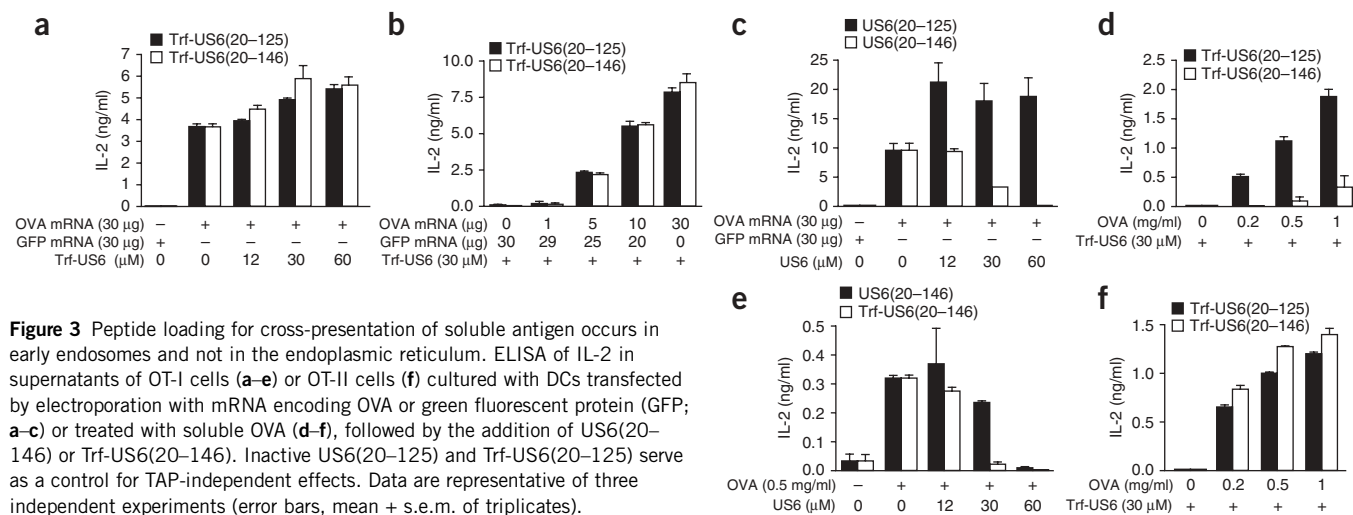 a
Trf-US6(20–125)
Trf-US6(20–146)
IL-2 (ng/ml)
7
6
5
4
3
2
1
0
OVA mRNA (30 µg) – + + + +
GFP mRNA (30 µg) + – – – –
Trf-US6 (µM) 0 0 12 30 60
b
Trf-US6(20–125)
Trf-US6(20–146)
IL-2 (ng/ml)
10.0
7.5
5.0
2.5
0.0
OVA mRNA (µg) 0 1 5 10 30
GFP mRNA (µg) 30 29 25 20 0
Trf-US6 (30 µM) + + + + +
c
US6(20–125)
US6(20–146)
IL-2 (ng/ml)
25
20
15
10
5
0
OVA mRNA (30 µg) – + + + +
GFP mRNA (30 µg) + – – – –
US6 (µM) 0 0 12 30 60
d
Trf-US6(20–125)
Trf-US6(20–146)
IL-2 (ng/ml)
2.5
2.0
1.5
1.0
0.5
0.0
OVA (mg/ml) 0 0.2 0.5 1
Trf-US6 (30 µM) + + + +
e
US6(20–146)
Trf-US6(20–146)
IL-2 (ng/ml)
0.5
0.4
0.3
0.2
0.1
0.0
OVA (0.5 mg/ml) – + + + +
US6 (µM) 0 0 12 30 60
f
Trf-US6(20–125)
Trf-US6(20–146)
IL-2 (ng/ml)
1.5
1.0
0.5
0.0
OVA (mg/ml) 0 0.2 0.5 1
Trf-US6 (30 µM) + + + +
Figure 3 Peptide loading for cross-presentation of soluble antigen occurs in
early endosomes and not in the endoplasmic reticulum. ELISA of IL-2 in
supernatants of OT-I cells (a–e) or OT-II cells (f) cultured with DCs transfected
by electroporation with mRNA encoding OVA or green fluorescent protein (GFP;
a–c) or treated with soluble OVA (d–f), followed by the addition of US6(20–
146) or Trf-US6(20–146). Inactive US6(20–125) and Trf-US6(20–125) serve
as a control for TAP-independent effects. Data are representative of three
independent experiments (error bars, mean + s.e.m. of triplicates).